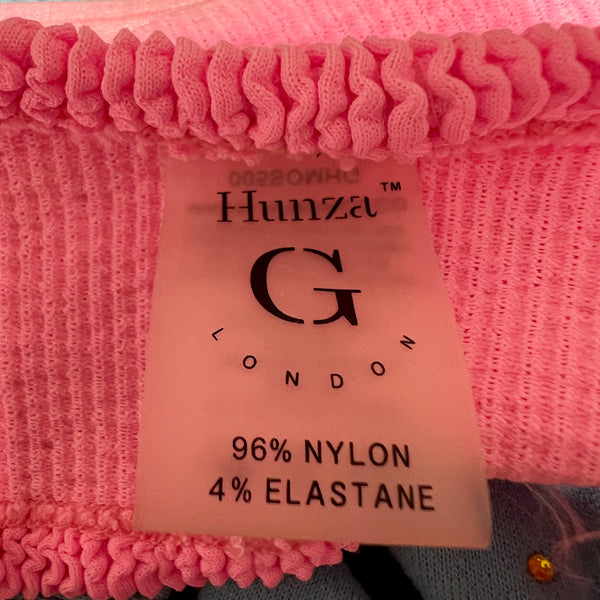 Hunza™
G
LONDON
96% NYLON
4% ELASTANE